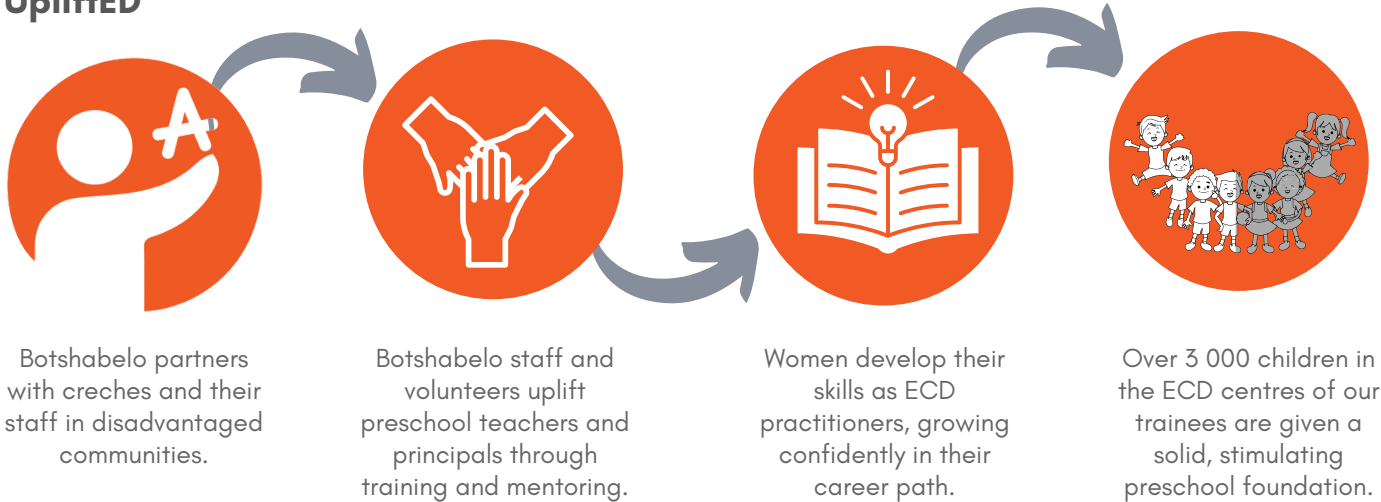 UpliftED
A
Botshabelo partners
with creches and their
staff in disadvantaged
communities.
Botshabelo staff and
volunteers uplift
preschool teachers and
principals through
training and mentoring.
Women develop their
skills as ECD
practitioners, growing
confidently in their
career path.
Over 3 000 children in
the ECD centres of our
trainees are given a
solid, stimulating
preschool foundation.